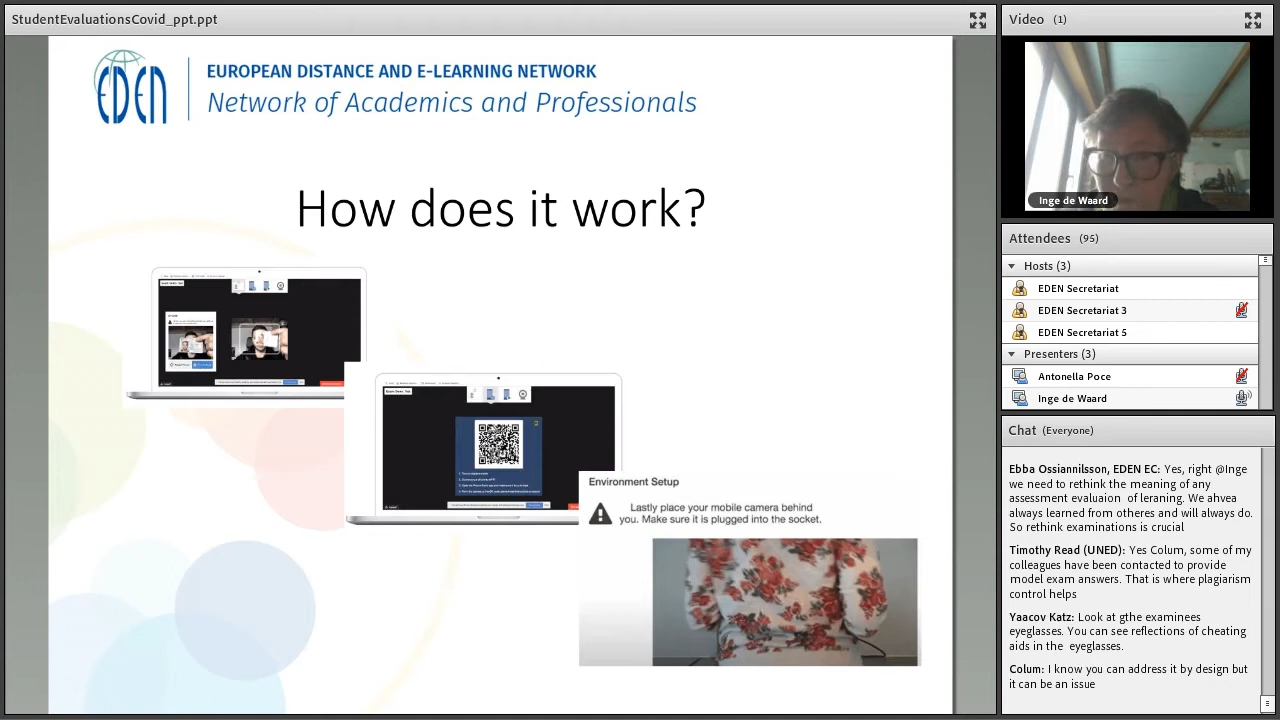 StudentEvaluationsCovid_ppt.ppt
EDEN
EUROPEAN DISTANCE AND E-LEARNING NETWORK
Network of Academics and Professionals
How does it work?
Environment Setup
Lastly place your mobile camera behind
you. Make sure it is plugged into the socket.
Video (1)
Inge de Waard
Attendees (95)
Hosts (3)
EDEN Secretariat
EDEN Secretariat 3
EDEN Secretariat 5
Presenters (3)
Antonella Poce
Inge de Waard
Chat (Everyone)
Ebba Ossiannilsson, EDEN EC: Yes, right @Inge
we need to rethink the meaning of any
assessment evaluaion of lerning. We ahve
always learned from otheres and will always do.
So rethink examinations is crucial
Timothy Read (UNED): Yes Colum, some of my
colleagues have been contacted to provide
model exam answers. That is where plagiarism
control helps
Yaacov Katz: Look at gthe examinees
eyeglasses. You can see reflections of cheating
aids in the eyeglasses.
Colum: I know you can address it by design but
it can be an issue